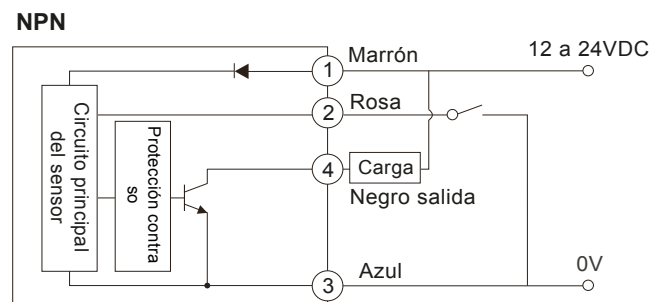 NPN
12 a 24VDC
1
Marrón
2
Rosa
Circuito principal
del sensor
Protección contra
so
4
Carga
Negro salida
3
Azul
0V